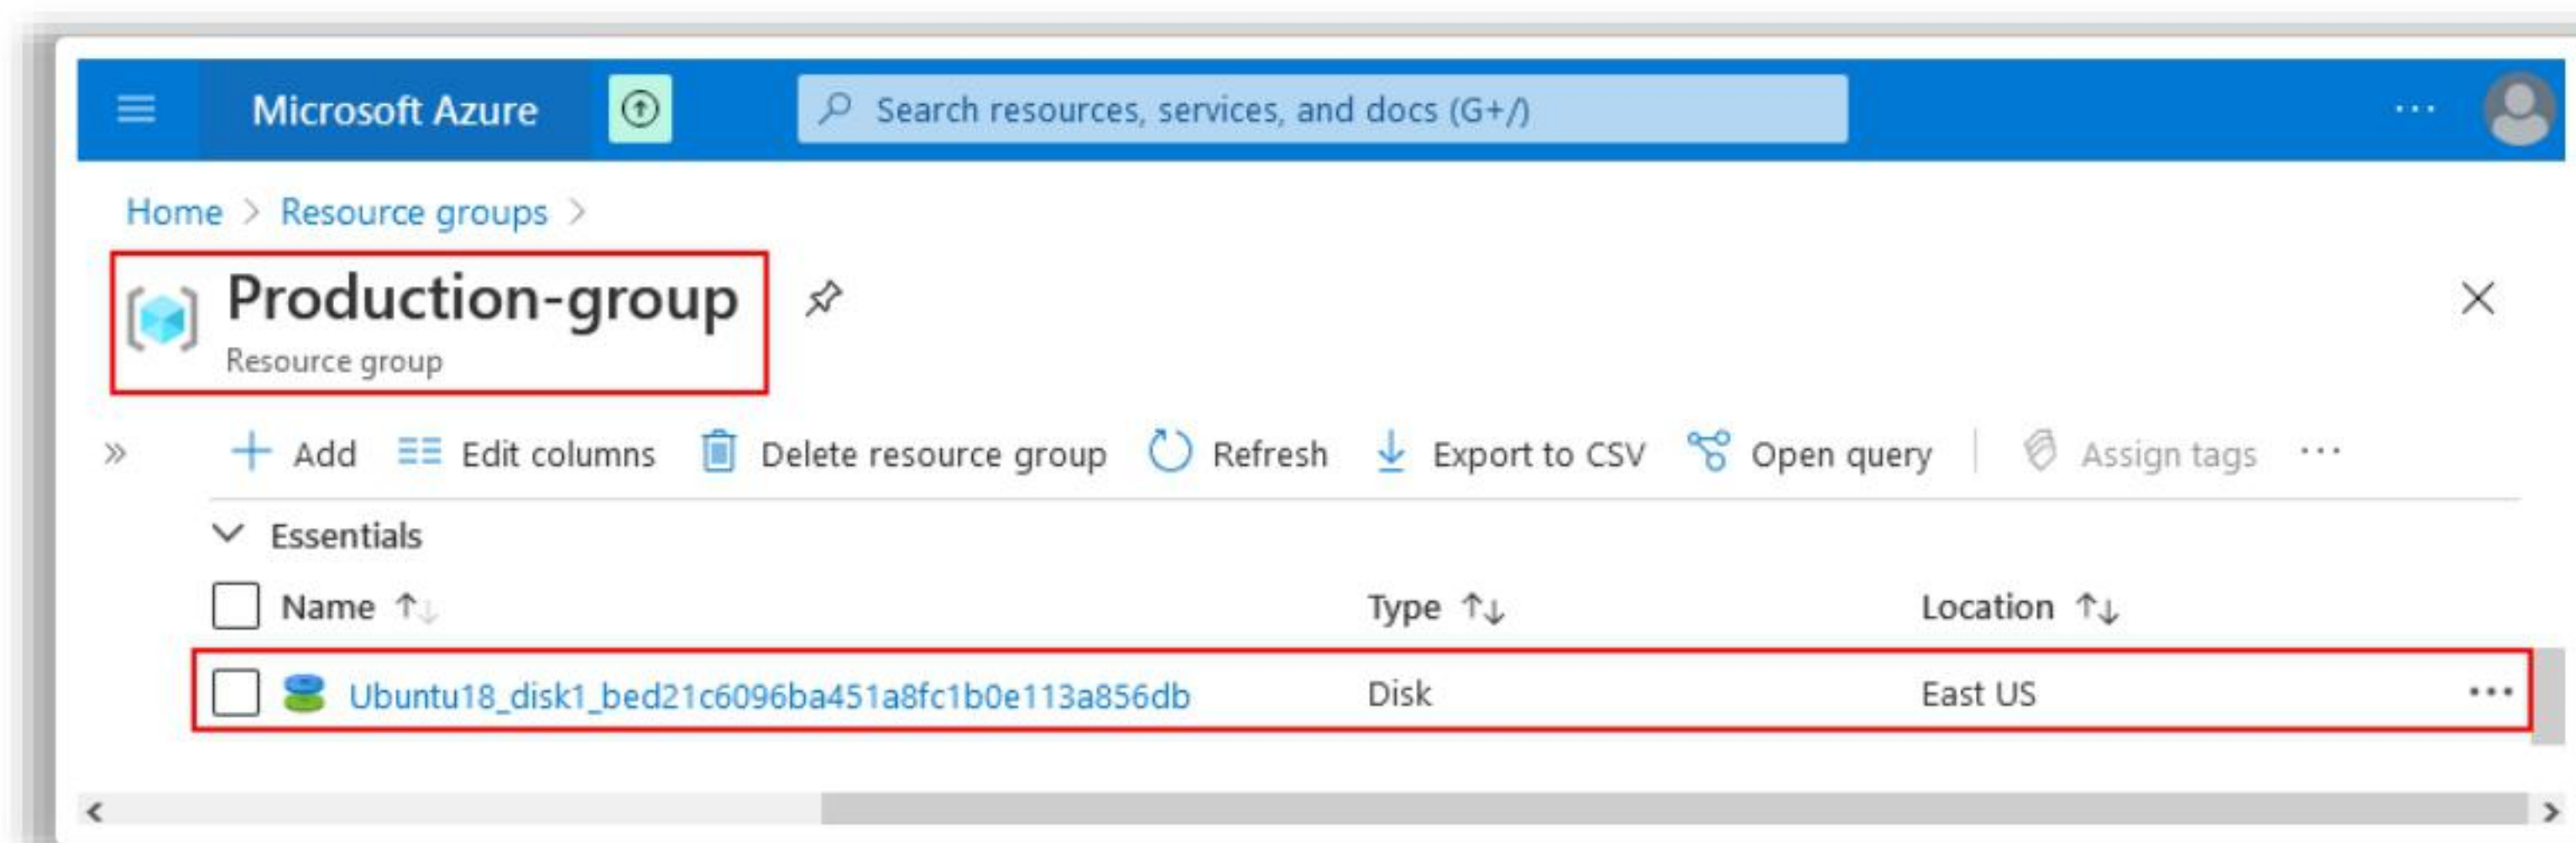 Microsoft Azure Search resources, services, and docs (G+/)
Home > Resource groups >
Production-group
Resource group
Add Edit columns Delete resource group Refresh Export to CSV Open query Assign tags
Essentials
Name Type Location
Ubuntu18_disk1_bed21c6096ba451a8fc1b0e113a856db Disk East US